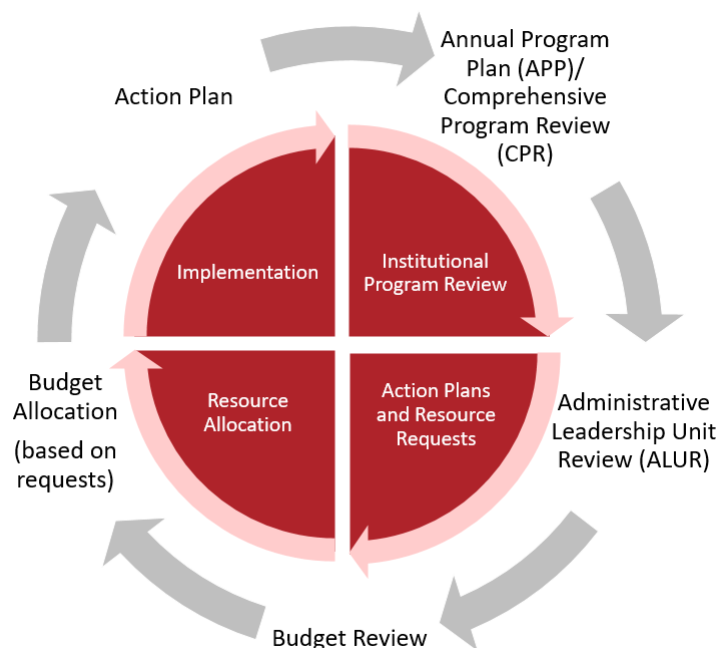 Annual Program
Plan (APP)/
Comprehensive
Program Review
(CPR)
Action Plan
Implementation
Institutional
Program Review
Budget
Allocation
(based on
requests)
Resource
Allocation
Action Plans
and Resource
Requests
Administrative
Leadership Unit
Review (ALUR)
Budget Review